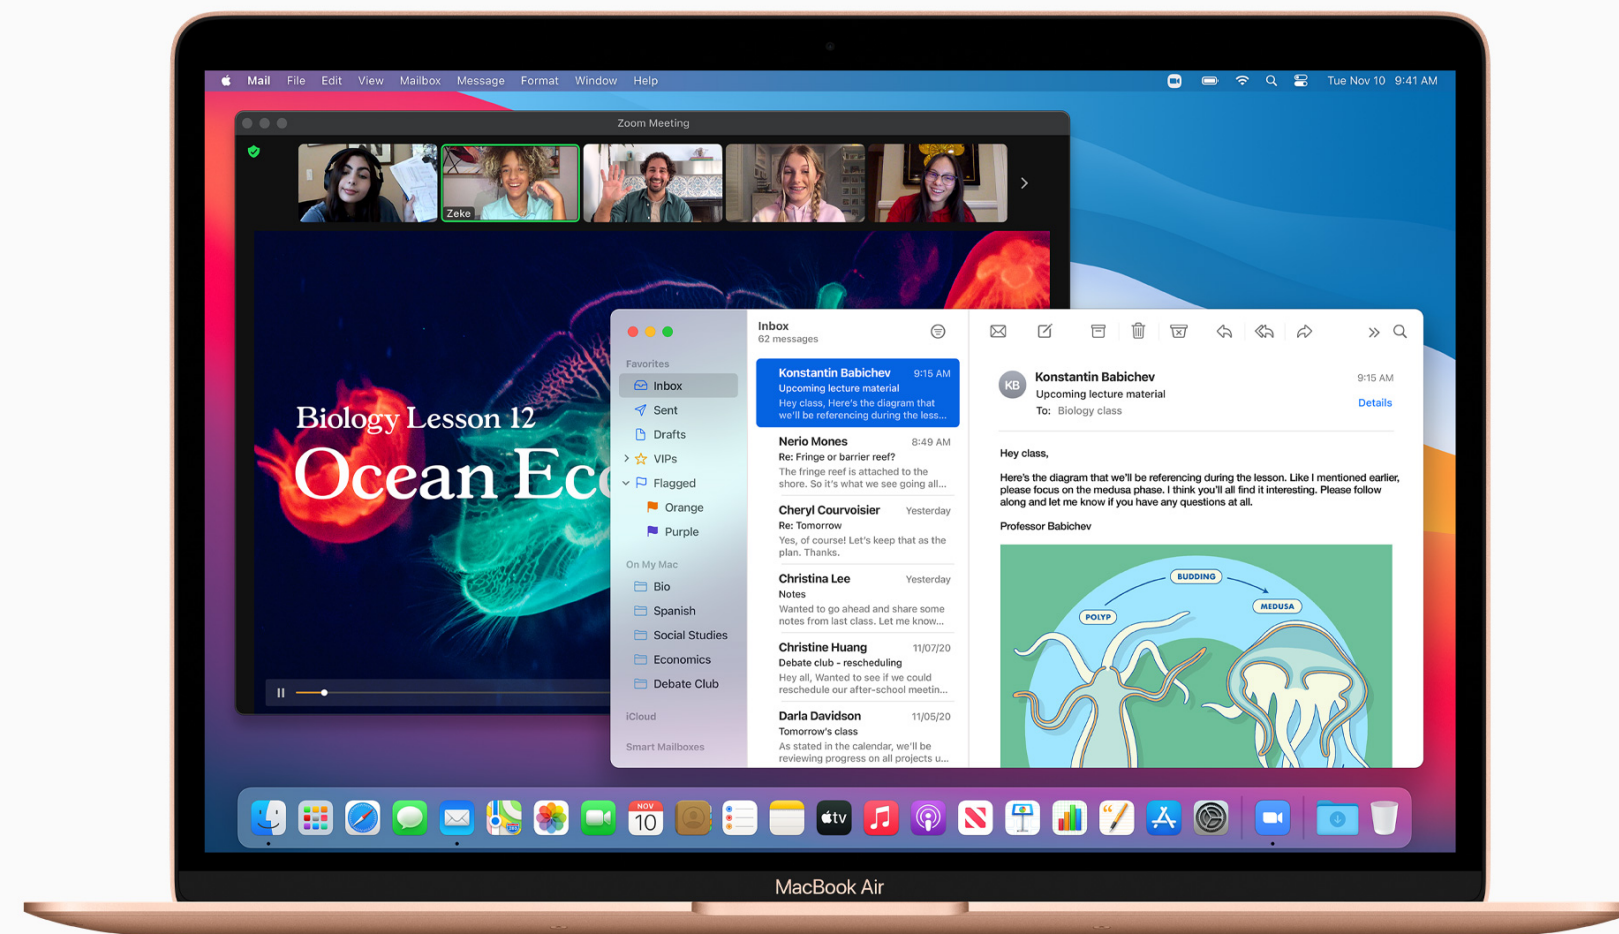 Mail File Edit View Mailbox Message Format Window Help
Tue Nov 10 9:41 AM
Zoom Meeting
Zeke
Biology Lesson 12
Ocean Eco
Favorites
Inbox
Sent
Drafts
VIPs
Flagged
Orange
Purple
On My Mac
Bio
Spanish
Social Studies
Economics
Debate Club
iCloud
Smart Mailboxes
Inbox
62 messages
Konstantin Babichev 9:15 AM
Upcoming lecture material
Hey class, Here's the diagram that
we'll be referencing during the less...
Nerio Mones 8:49 AM
Re: Fringe or barrier reef?
The fringe reef is attached to the
shore. So it's what we see going all...
Cheryl Courvoisier Yesterday
Re: Tomorrow
Yes, of course! Let's keep that as the
plan. Thanks.
Christina Lee Yesterday
Notes
Wanted to go ahead and share some
notes from last class. Let me know...
Christine Huang 11/07/20
Debate club - rescheduling
Hey all, Wanted to see if we could
reschedule our after-school meetin...
Darla Davidson 11/05/20
Tomorrow's class
As stated in the calendar, we'll be
reviewing progress on all projects u...
KB
Konstantin Babichev 9:15 AM
Upcoming lecture material
Details
To: Biology class
Hey class,
Here's the diagram that we'll be referencing during the lesson. Like I mentioned earlier,
please focus on the medusa phase. I think you'll all find it interesting. Please follow
along and let me know if you have any questions at all.
Professor Babichev
BUDDING
POLYP
MEDUSA
NOV
10
tv
MacBook Air